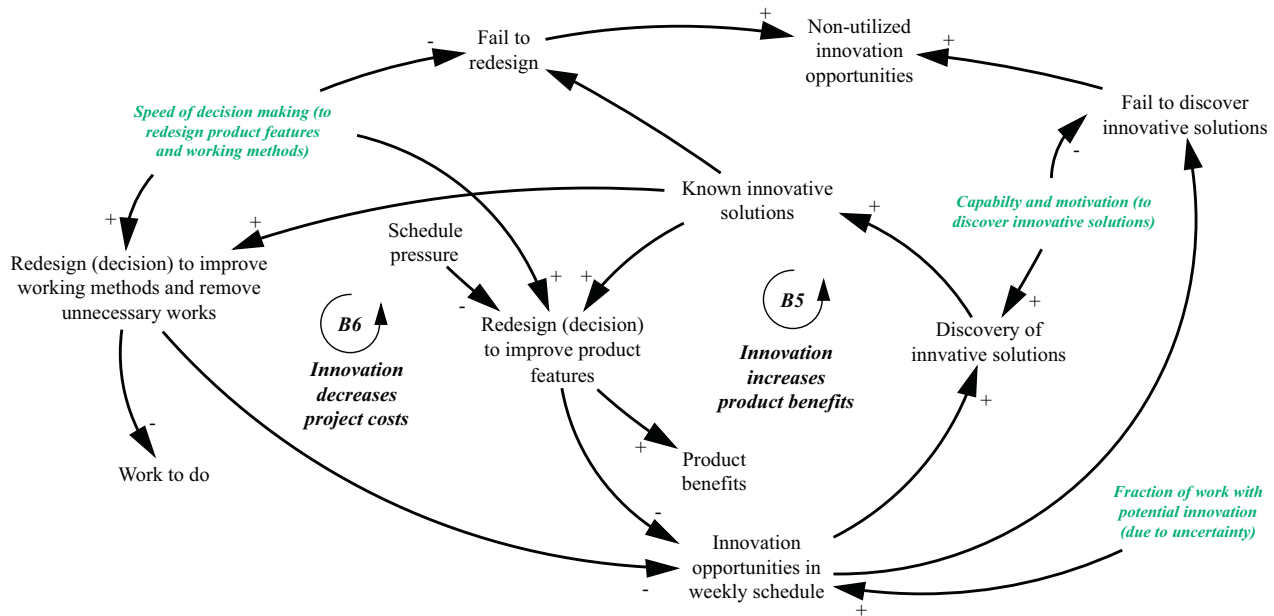 Fail to
redesign
Non-utilized
innovation
opportunities
Fail to discover
innovative solutions
Speed of decision making (to
redesign product features
and working methods)
Known innovative
solutions
Capabilty and motivation (to
discover innovative solutions)
Schedule
pressure
Redesign (decision) to improve
working methods and remove
unnecessary works
B6
Innovation
decreases
project costs
Redesign (decision)
to improve product
features
B5
Innovation
increases
product benefits
Discovery of
innvative solutions
Work to do
Product
benefits
Fraction of work with
potential innovation
(due to uncertainty)
Innovation
opportunities in
weekly schedule
-
+
+
-
+
+
+
-
+
+
+
-
+
-
+
-
-
+